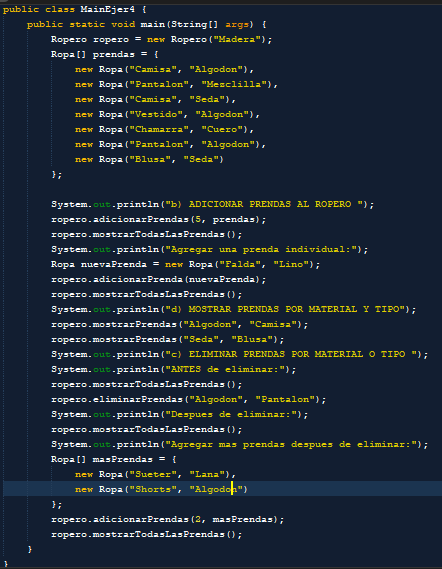 public class MainEjer4 {
    public static void main(String[] args) {
        Ropero ropero = new Ropero("Madera");
        Ropa[] prendas = {
            new Ropa("Camisa", "Algodon"),
            new Ropa("Pantalon", "Mesclilla"),
            new Ropa("Camisa", "Seda"),
            new Ropa("Vestido", "Algodon"),
            new Ropa("Chamarra", "Cuero"),
            new Ropa("Pantalon", "Algodon"),
            new Ropa("Blusa", "Seda")
        };

        System.out.println("b) ADICIONAR PRENDAS AL ROPERO ");
        ropero.adicionarPrendas(5, prendas);
        ropero.mostrarTodasLasPrendas();
        System.out.println("Agregar una prenda individual:");
        Ropa nuevaPrenda = new Ropa("Falda", "Lino");
        ropero.adicionarPrenda(nuevaPrenda);
        ropero.mostrarTodasLasPrendas();
        System.out.println("d) MOSTRAR PRENDAS POR MATERIAL Y TIPO");
        ropero.mostrarPrendas("Algodon", "Camisa");
        ropero.mostrarPrendas("Seda", "Blusa");
        System.out.println("c) ELIMINAR PRENDAS POR MATERIAL O TIPO ");
        System.out.println("ANTES de eliminar:");
        ropero.mostrarTodasLasPrendas();
        ropero.eliminarPrendas("Algodon", "Pantalon");
        System.out.println("Despues de eliminar:");
        ropero.mostrarTodasLasPrendas();
        System.out.println("Agregar mas prendas despues de eliminar:");
        Ropa[] masPrendas = {
            new Ropa("Sueter", "Lana"),
            new Ropa("Shorts", "Algodon")
        };
        ropero.adicionarPrendas(2, masPrendas);
        ropero.mostrarTodasLasPrendas();
    }
}